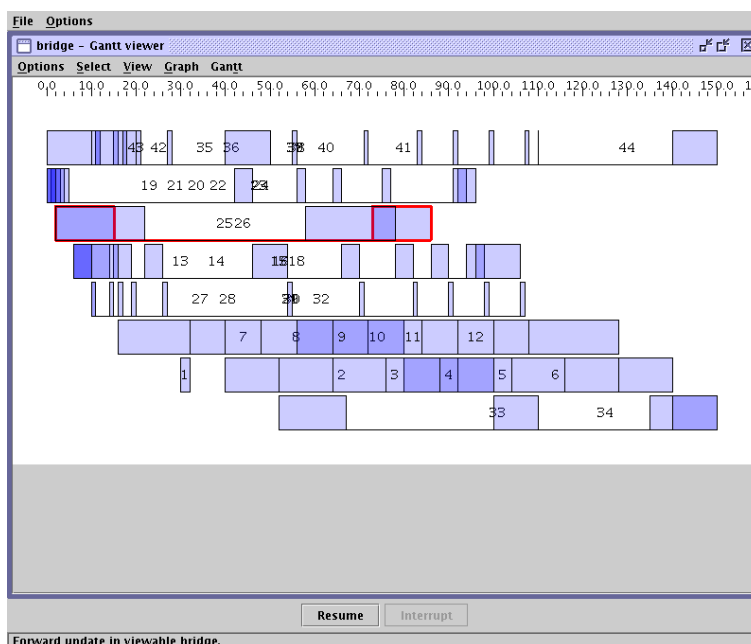 File Options
bridge - Gantt viewer
Options Select View Graph Gantt
0,0 10,0 20,0 30,0 40,0 50,0 60,0 70,0 80,0 90,0 100,0 110,0 120,0 130,0 140,0 150,0
43 42 35 36 40 41 44
19 21 20 22 24
25 26
13 14 18
27 28 32
7 8 9 10 11 12
1 2 3 4 5 6
33 34
Resume Interrupt
Forward update in viewable bridge.